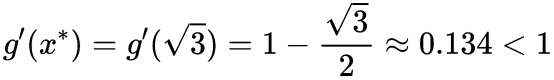 g′(x*) = g′(√3) = 1 − √3/2 ≈ 0.134 < 1